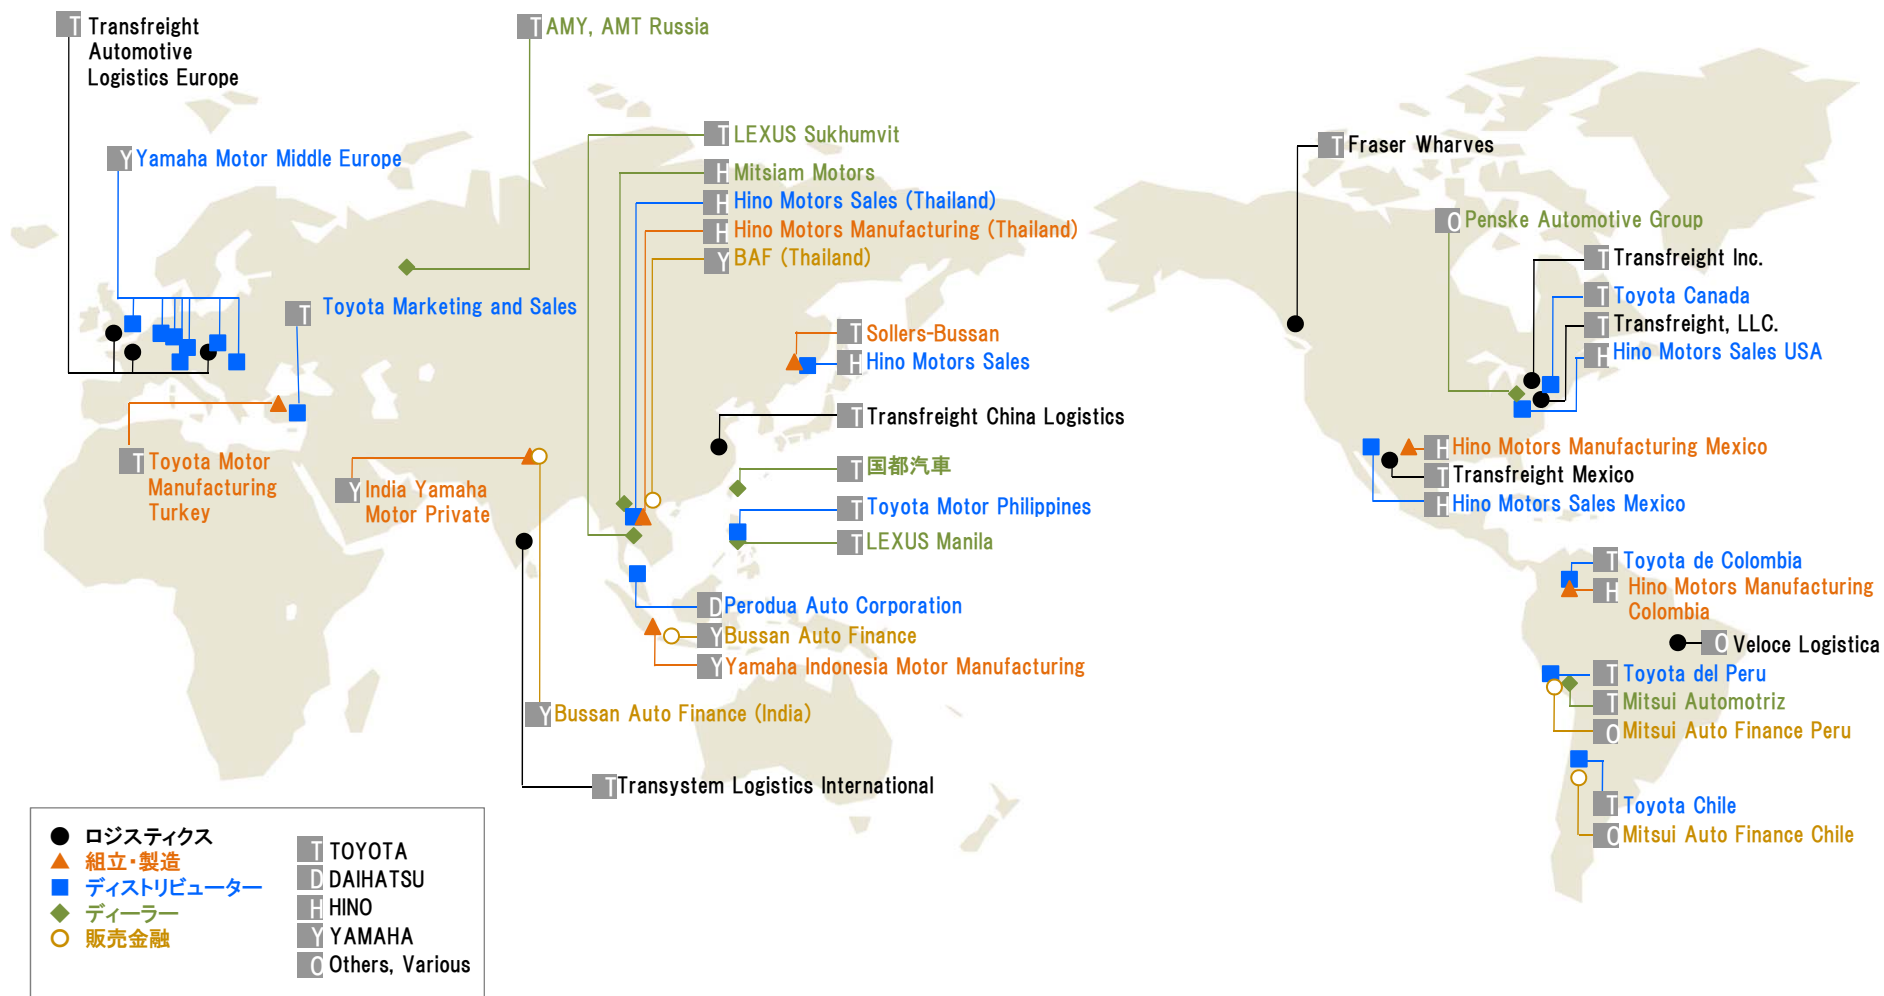 T Transfreight
Automotive
Logistics Europe
T AMY, AMT Russia
Y Yamaha Motor Middle Europe
T LEXUS Sukhumvit
H Mitsiam Motors
H Hino Motors Sales (Thailand)
H Hino Motors Manufacturing (Thailand)
Y BAF (Thailand)
T Toyota Marketing and Sales
T Sollers-Bussan
H Hino Motors Sales
T Transfreight China Logistics
T Toyota Motor
Manufacturing
Turkey
Y India Yamaha
Motor Private
T 国都汽車
T Toyota Motor Philippines
T LEXUS Manila
D Perodua Auto Corporation
Y Bussan Auto Finance
Y Yamaha Indonesia Motor Manufacturing
Y Bussan Auto Finance (India)
T Transystem Logistics International
T Fraser Wharves
O Penske Automotive Group
T Transfreight Inc.
T Toyota Canada
T Transfreight, LLC.
H Hino Motors Sales USA
H Hino Motors Manufacturing Mexico
T Transfreight Mexico
H Hino Motors Sales Mexico
T Toyota de Colombia
H Hino Motors Manufacturing
Colombia
O Veloce Logistica
T Toyota del Peru
T Mitsui Automotriz
O Mitsui Auto Finance Peru
T Toyota Chile
O Mitsui Auto Finance Chile
ロジスティクス
組立・製造
ディストリビューター
ディーラー
販売金融
T TOYOTA
D DAIHATSU
H HINO
Y YAMAHA
O Others, Various